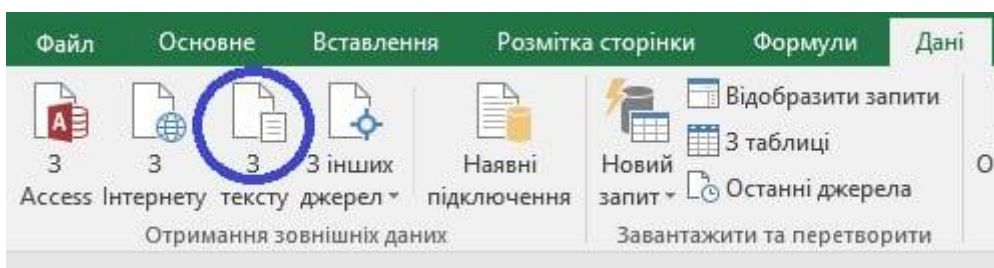 Файл Основне Вставлення Розмітка сторінки Формули Дані
З Access
З Інтернету
З тексту
З інших джерел
Наявні підключення
Отримання зовнішніх даних
Новий запит
Відобразити запити
З таблиці
Останні джерела
Завантажити та перетворити
О